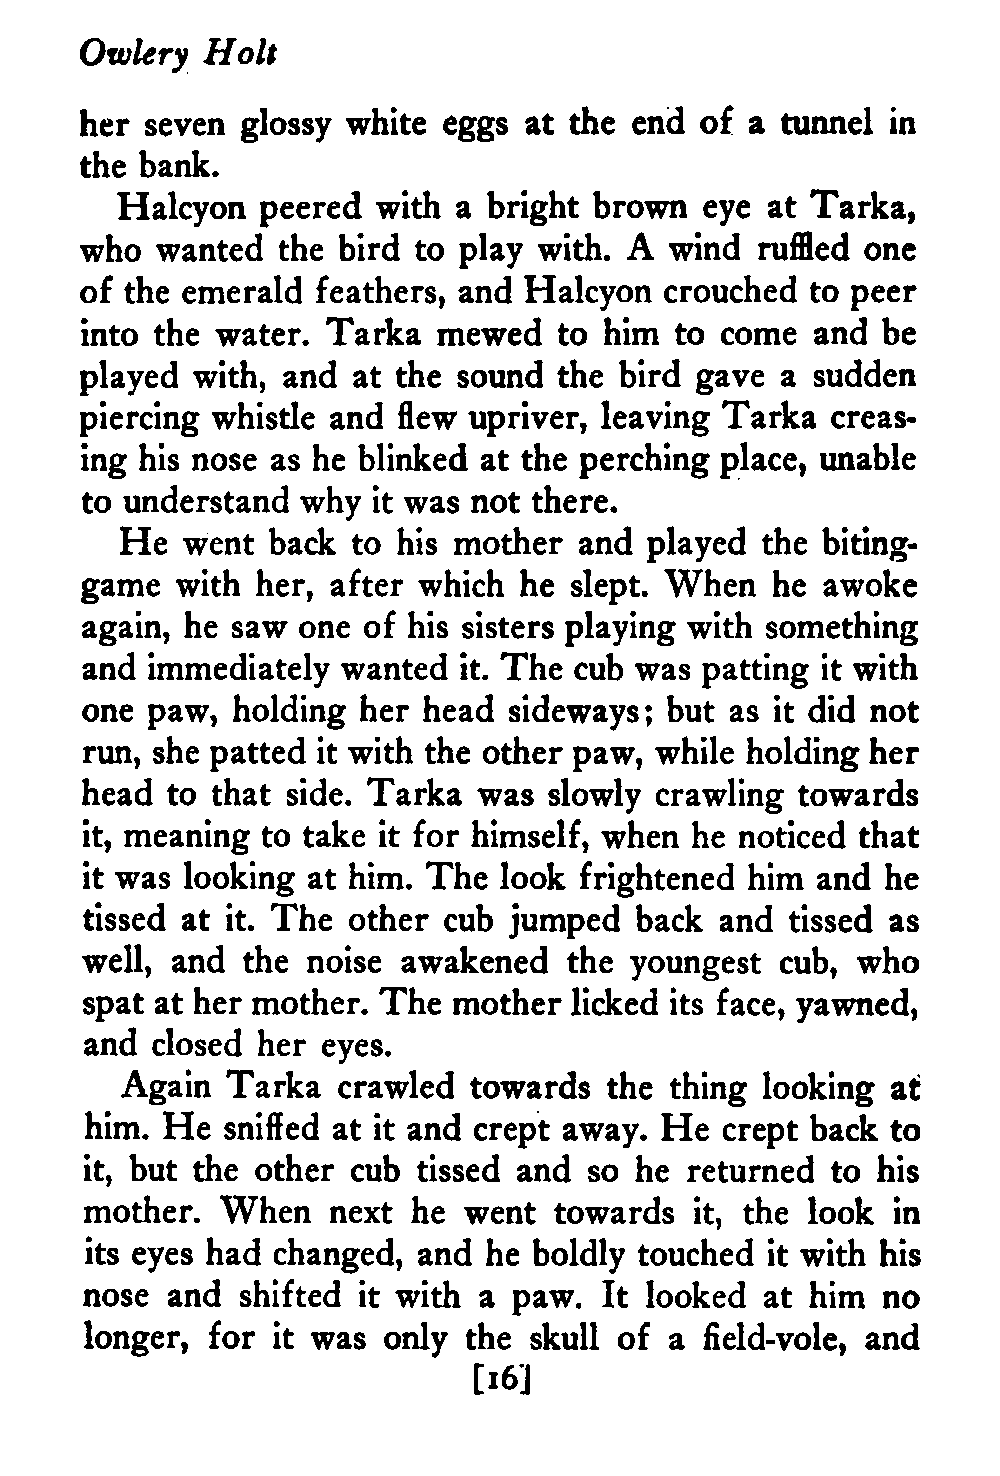 Owlery Holt
her seven glossy white eggs at the end of a tunnel in
the bank.
Halcyon peered with a bright brown eye at Tarka,
who wanted the bird to play with. A wind ruffled one
of the emerald feathers, and Halcyon crouched to peer
into the water. Tarka mewed to him to come and be
played with, and at the sound the bird gave a sudden
piercing whistle and flew upriver, leaving Tarka creas-
ing his nose as he blinked at the perching place, unable
to understand why it was not there.
He went back to his mother and played the biting-
game with her, after which he slept. When he awoke
again, he saw one of his sisters playing with something
and immediately wanted it. The cub was patting it with
one paw, holding her head sideways; but as it did not
run, she patted it with the other paw, while holding her
head to that side. Tarka was slowly crawling towards
it, meaning to take it for himself, when he noticed that
it was looking at him. The look frightened him and he
tissed at it. The other cub jumped back and tissed as
well, and the noise awakened the youngest cub, who
spat at her mother. The mother licked its face, yawned,
and closed her eyes.
Again Tarka crawled towards the thing looking at
him. He sniffed at it and crept away. He crept back to
it, but the other cub tissed and so he returned to his
mother. When next he went towards it, the look in
its eyes had changed, and he boldly touched it with his
nose and shifted it with a paw. It looked at him no
longer, for it was only the skull of a field-vole, and
[16]